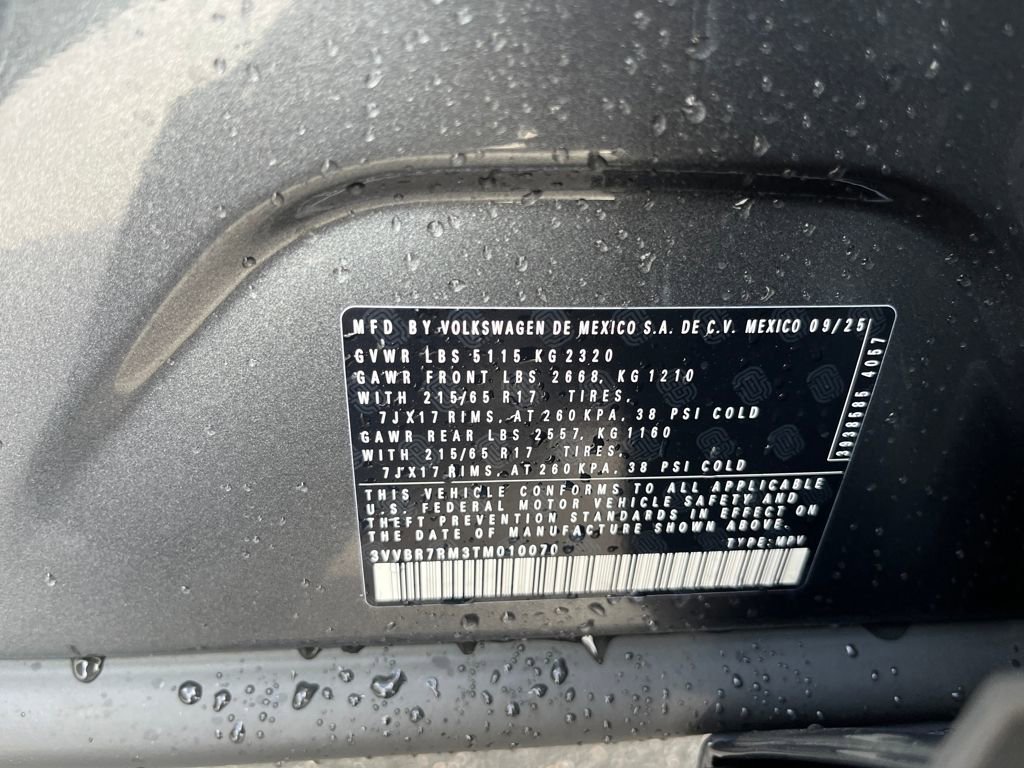 MFD BY VOLKSWAGEN DE MEXICO S.A. DE C.V. MEXICO 09/25
GVWR LBS 5115 KG 2320
GAWR FRONT LBS 2668, KG 1210
WITH 215/65 R17 TIRES,
7JX17 RIMS, AT 260 KPA, 38 PSI COLD
GAWR REAR LBS 2557, KG 1160
WITH 215/65 R17 TIRES,
7JX17 RIMS, AT 260 KPA, 38 PSI COLD
3938585 4057
THIS VEHICLE CONFORMS TO ALL APPLICABLE
U.S. FEDERAL MOTOR VEHICLE SAFETY AND
THEFT PREVENTION STANDARDS IN EFFECT ON
THE DATE OF MANUFACTURE SHOWN ABOVE.
TYPE: MPV
3VVBR7RM3TM010070